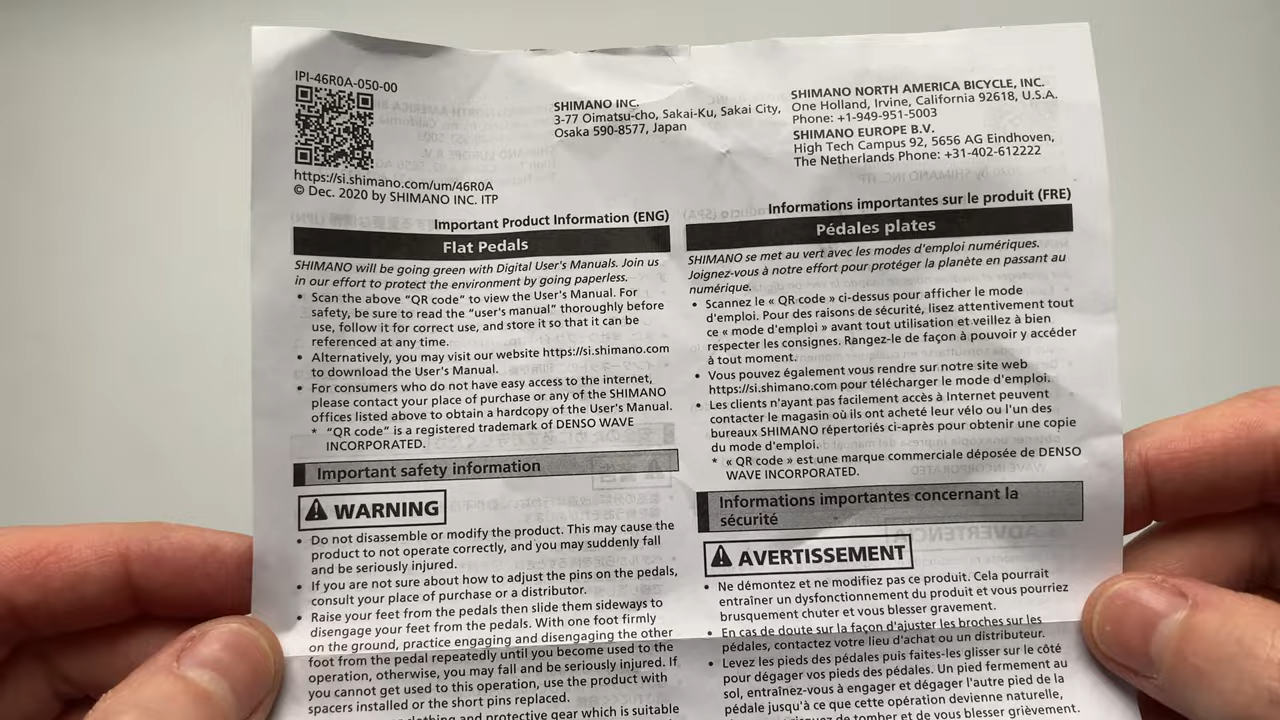 IPI-46R0A-050-00
https://si.shimano.com/um/46R0A
© Dec. 2020 by SHIMANO INC. ITP
SHIMANO INC.
3-77 Oimatsu-cho, Sakai-Ku, Sakai City,
Osaka 590-8577, Japan
SHIMANO NORTH AMERICA BICYCLE, INC.
One Holland, Irvine, California 92618, U.S.A.
Phone: +1-949-951-5003
SHIMANO EUROPE B.V.
High Tech Campus 92, 5656 AG Eindhoven,
The Netherlands Phone: +31-402-612222
Important Product Information (ENG)
Flat Pedals
SHIMANO will be going green with Digital User's Manuals. Join us
in our effort to protect the environment by going paperless.
• Scan the above “QR code” to view the User's Manual. For
safety, be sure to read the “user's manual” thoroughly before
use, follow it for correct use, and store it so that it can be
referenced at any time.
• Alternatively, you may visit our website https://si.shimano.com
to download the User's Manual.
• For consumers who do not have easy access to the internet,
please contact your place of purchase or any of the SHIMANO
offices listed above to obtain a hardcopy of the User's Manual.
* “QR code” is a registered trademark of DENSO WAVE
INCORPORATED.
Important safety information
WARNING
• Do not disassemble or modify the product. This may cause the
product to not operate correctly, and you may suddenly fall
and be seriously injured.
• If you are not sure about how to adjust the pins on the pedals,
consult your place of purchase or a distributor.
• Raise your feet from the pedals then slide them sideways to
disengage your feet from the pedals. With one foot firmly
on the ground, practice engaging and disengaging the other
foot from the pedal repeatedly until you become used to the
operation, otherwise, you may fall and be seriously injured. If
you cannot get used to this operation, use the product with
spacers installed or the short pins replaced.
clothing and protective gear which is suitable
Informations importantes sur le produit (FRE)
Pédales plates
SHIMANO se met au vert avec les modes d'emploi numériques.
Joignez-vous à notre effort pour protéger la planète en passant au
numérique.
• Scannez le « QR code » ci-dessus pour afficher le mode
d'emploi. Pour des raisons de sécurité, lisez attentivement tout
ce « mode d'emploi » avant tout utilisation et veillez à bien
respecter les consignes. Rangez-le de façon à pouvoir y accéder
à tout moment.
• Vous pouvez également vous rendre sur notre site web
https://si.shimano.com pour télécharger le mode d'emploi.
• Les clients n'ayant pas facilement accès à Internet peuvent
contacter le magasin où ils ont acheté leur vélo ou l'un des
bureaux SHIMANO répertoriés ci-après pour obtenir une copie
du mode d'emploi.
* « QR code » est une marque commerciale déposée de DENSO
WAVE INCORPORATED.
Informations importantes concernant la
sécurité
AVERTISSEMENT
• Ne démontez et ne modifiez pas ce produit. Cela pourrait
entraîner un dysfonctionnement du produit et vous pourriez
brusquement chuter et vous blesser gravement.
• En cas de doute sur la façon d'ajuster les broches sur les
pédales, contactez votre lieu d'achat ou un distributeur.
• Levez les pieds des pédales puis faites-les glisser sur le côté
pour dégager vos pieds des pédales. Un pied fermement au
sol, entraînez-vous à engager et dégager l'autre pied de la
pédale jusqu'à ce que cette opération devienne naturelle,
risquez de tomber et de vous blesser grièvement.